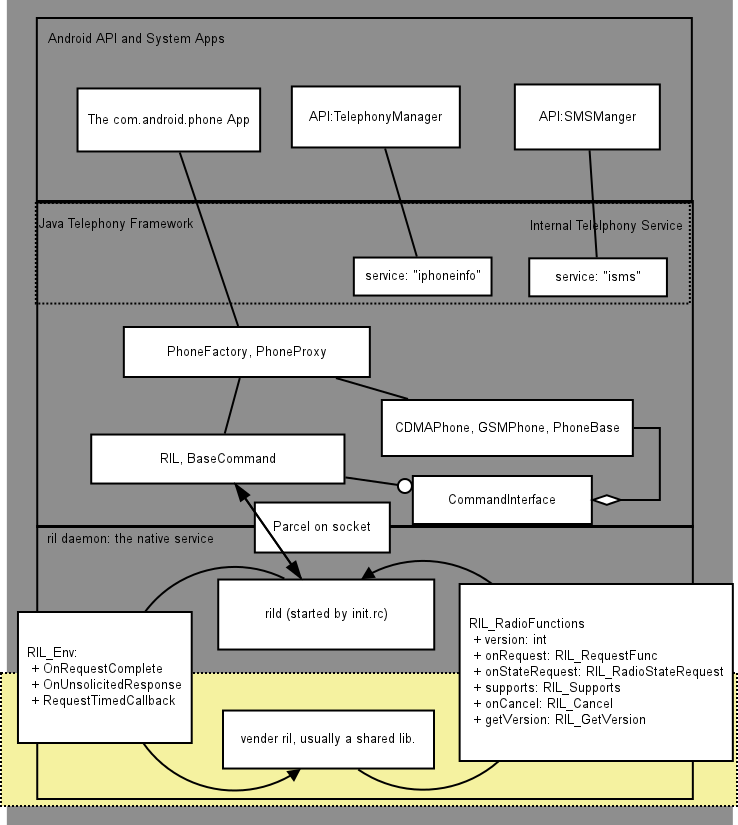 Android API and System Apps
The com.android.phone App
API:TelephonyManager
API:SMSManger
Java Telephony Framework
Internal Telelphony Service
service: "iphoneinfo"
service: "isms"
PhoneFactory, PhoneProxy
CDMAPhone, GSMPhone, PhoneBase
RIL, BaseCommand
CommandInterface
Parcel on socket
ril daemon: the native service
rild (started by init.rc)
RIL_Env:
+ OnRequestComplete
+ OnUnsolicitedResponse
+ RequestTimedCallback
RIL_RadioFunctions
+ version: int
+ onRequest: RIL_RequestFunc
+ onStateRequest: RIL_RadioStateRequest
+ supports: RIL_Supports
+ onCancel: RIL_Cancel
+ getVersion: RIL_GetVersion
vender ril, usually a shared lib.